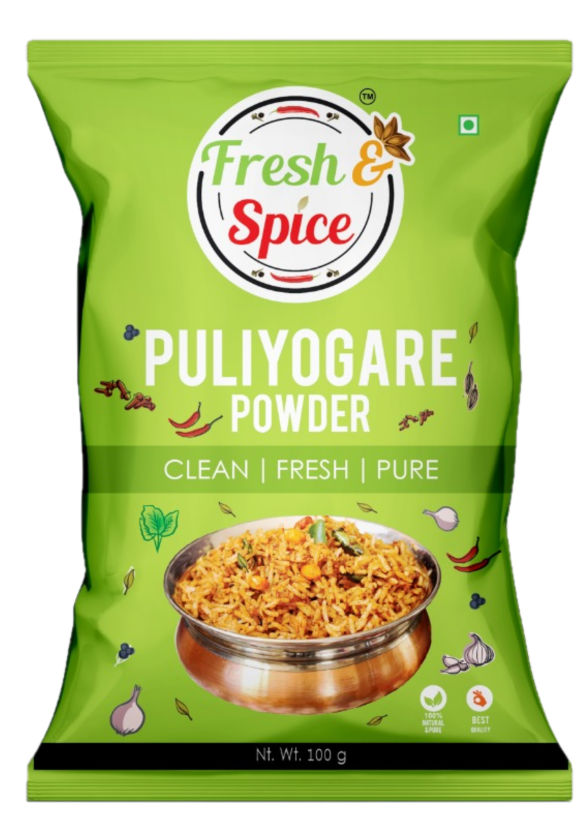 TM
Fresh &
Spice
PULIYOGARE
POWDER
CLEAN | FRESH | PURE
100%
NATURAL
& PURE
BEST
QUALITY
Nt. Wt. 100 g